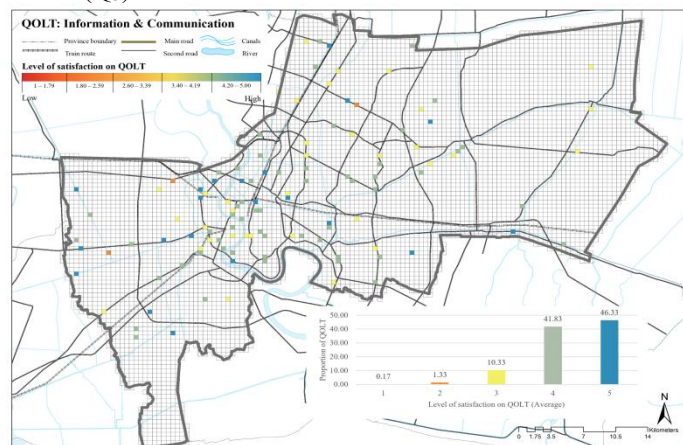 QOLT: Information & Communication
Province boundary Main road Canals
Train route Second road River
Level of satisfaction on QOLT
1 – 1.79 1.80 – 2.59 2.60 – 3.39 3.40 – 4.19 4.20 – 5.00
Low High
Proportion of QOLT
50.00
40.00
30.00
20.00
10.00
0.00
0.17 1.33 10.33 41.83 46.33
1 2 3 4 5
Level of satisfaction on QOLT (Average)
N
Kilometers
0 1.75 3.5 7 10.5 14